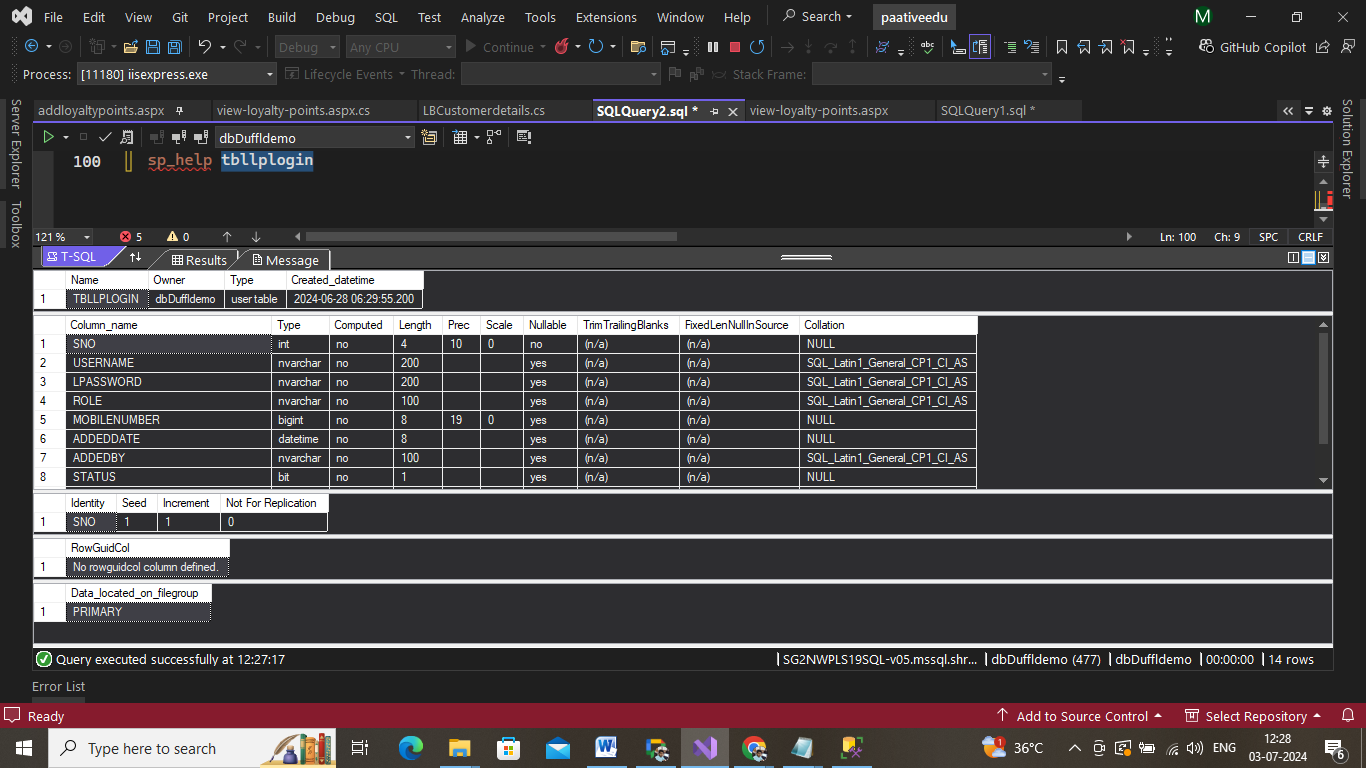 File Edit View Git Project Build Debug SQL Test Analyze Tools Extensions Window Help Search paativeedu M
Debug Any CPU Continue abc GitHub Copilot
Process: [11180] iisexpress.exe Lifecycle Events Thread: Stack Frame:
Server Explorer
Toolbox
Solution Explorer
addloyaltypoints.aspx view-loyalty-points.aspx.cs LBCustomerdetails.cs SQLQuery2.sql * view-loyalty-points.aspx SQLQuery1.sql *
dbDuffldemo
100 sp_help tbllplogin
121 % 5 0 Ln: 100 Ch: 9 SPC CRLF
T-SQL Results Message
Name Owner Type Created_datetime
1 TBLLPLOGIN dbDuffldemo user table 2024-06-28 06:29:55.200
Column_name Type Computed Length Prec Scale Nullable TrimTrailingBlanks FixedLenNullInSource Collation
1 SNO int no 4 10 0 no (n/a) (n/a) NULL
2 USERNAME nvarchar no 200 yes (n/a) (n/a) SQL_Latin1_General_CP1_CI_AS
3 LPASSWORD nvarchar no 200 yes (n/a) (n/a) SQL_Latin1_General_CP1_CI_AS
4 ROLE nvarchar no 100 yes (n/a) (n/a) SQL_Latin1_General_CP1_CI_AS
5 MOBILENUMBER bigint no 8 19 0 yes (n/a) (n/a) NULL
6 ADDEDDATE datetime no 8 yes (n/a) (n/a) NULL
7 ADDEDBY nvarchar no 100 yes (n/a) (n/a) SQL_Latin1_General_CP1_CI_AS
8 STATUS bit no 1 yes (n/a) (n/a) NULL
Identity Seed Increment Not For Replication
1 SNO 1 1 0
RowGuidCol
1 No rowguidcol column defined.
Data_located_on_filegroup
1 PRIMARY
Query executed successfully at 12:27:17 SG2NWPLS19SQL-v05.mssql.shr... dbDuffldemo (477) dbDuffldemo 00:00:00 14 rows
Error List
Ready Add to Source Control Select Repository
Type here to search 36°C ENG 12:28
03-07-2024 6